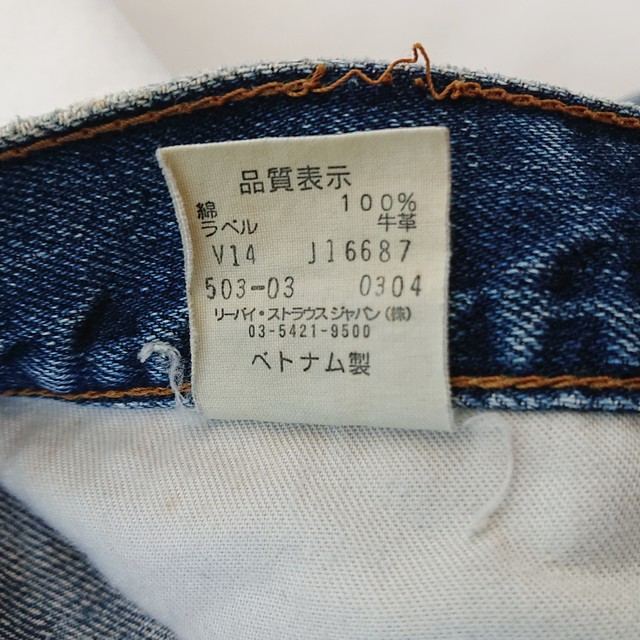 品質表示
綿 100%
ラベル 牛革
V14 J16687
503-03 0304
リーバイ・ストラウス ジャパン(株)
03-5421-9500
ベトナム製